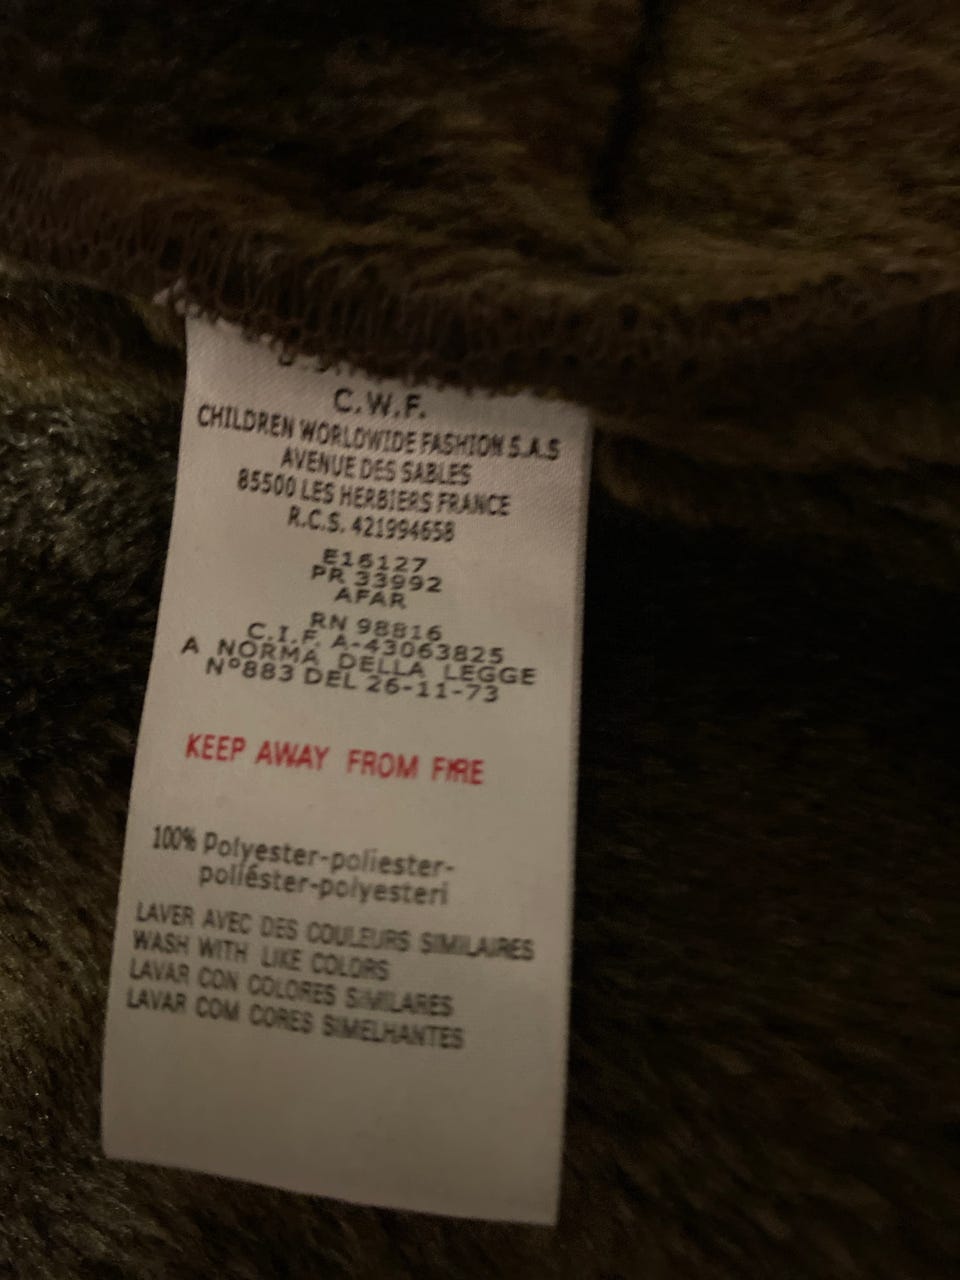 C.W.F.
CHILDREN WORLDWIDE FASHION S.A.S
AVENUE DES SABLES
85500 LES HERBIERS FRANCE
R.C.S. 421994658
E16127
PR 33992
AFAR
RN 98816
C.I.F. A-43063825
A NORMA DELLA LEGGE
N°883 DEL 26-11-73
KEEP AWAY FROM FIRE
100% Polyester-poliester-
poliéster-polyesteri
LAVER AVEC DES COULEURS SIMILAIRES
WASH WITH LIKE COLORS
LAVAR CON COLORES SIMILARES
LAVAR COM CORES SIMELHANTES